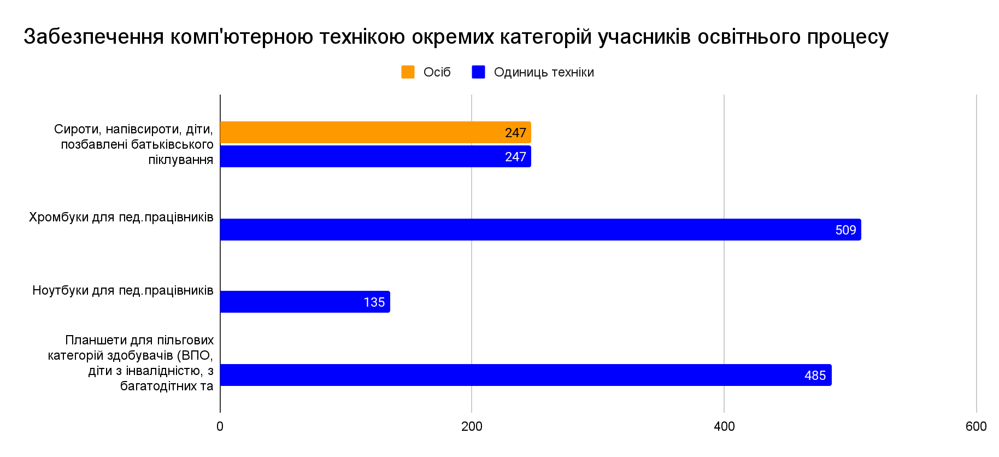 Забезпечення комп'ютерною технікою окремих категорій учасників освітнього процесу
Осіб
Одиниць техніки
Сироти, напівсироти, діти,
позбавлені батьківського
піклування
247
247
Хромбуки для пед.працівників
509
Ноутбуки для пед.працівників
135
Планшети для пільгових
категорій здобувачів (ВПО,
діти з інвалідністю, з
багатодітних та
485
0
200
400
600